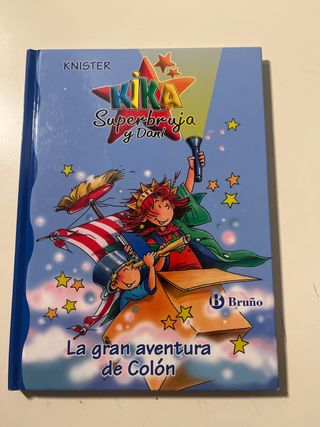 KNISTER
KIKA
Superbruja
y Dani
B Bruño
La gran aventura
de Colón